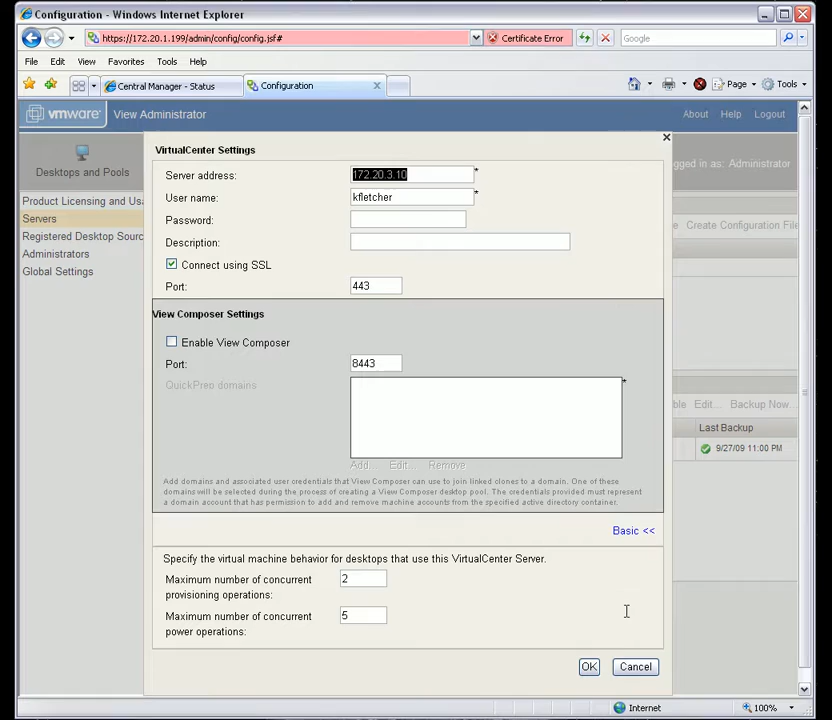 Configuration - Windows Internet Explorer
https://172.20.1.199/admin/config/config.jsf#
Certificate Error
Google
File Edit View Favorites Tools Help
Central Manager - Status
Configuration
Page
Tools
vmware View Administrator
About Help Logout
Desktops and Pools
gged in as: Administrator
Product Licensing and Usa
Servers
Registered Desktop Sourc
Administrators
Global Settings
e Create Configuration File
VirtualCenter Settings
Server address: 172.20.3.10 *
User name: kfletcher *
Password:
Description:
Connect using SSL
Port: 443
View Composer Settings
Enable View Composer
Port: 8443
QuickPrep domains *
Add... Edit... Remove
Add domains and associated user credentials that View Composer can use to join linked clones to a domain. One of these
domains will be selected during the process of creating a View Composer desktop pool. The credentials provided must represent
a domain account that has permission to add and remove machine accounts from the specified active directory container.
ble Edit... Backup Now...
Last Backup
9/27/09 11:00 PM
Basic <<
Specify the virtual machine behavior for desktops that use this VirtualCenter Server.
Maximum number of concurrent
provisioning operations: 2
Maximum number of concurrent
power operations: 5
OK Cancel
Internet
100%